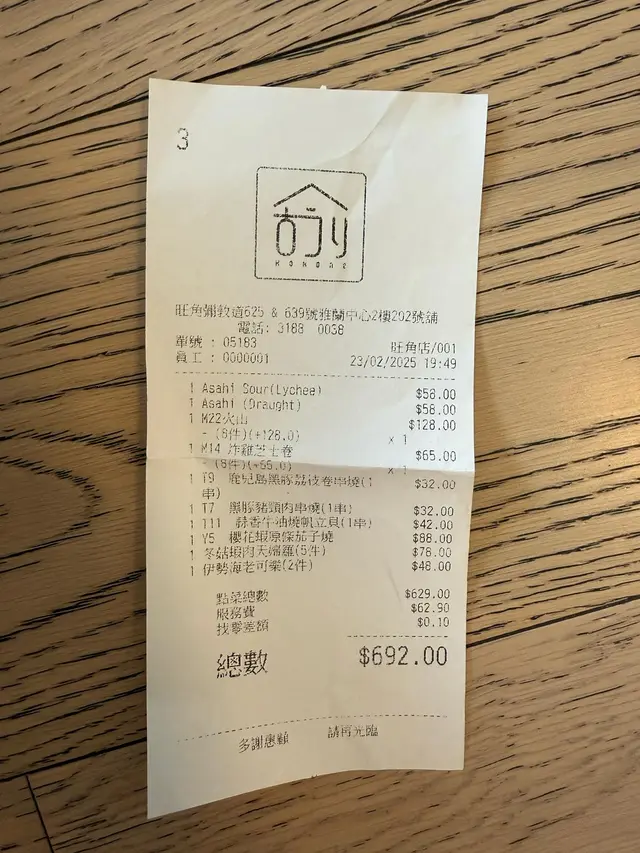 3
KOKONE
旺角彌敦道625 & 639號雅蘭中心2樓202號舖
電話: 3188 0038
單號 : 05183 旺角店/001
員工 : 0000001 23/02/2025 19:49
1 Asahi Sour(Lychee) $58.00
1 Asahi (Draught) $58.00
1 M22火山 $128.00
- (8件)(+128.0) x 1
1 M14 炸雞芝士卷 $65.00
- (8件)(+65.0) x 1
1 T9 鹿兒島黑豚荔枝卷串燒(1 $32.00
串)
1 T7 黑豚豬頸肉串燒(1串) $32.00
1 T11 蒜香牛油燒帆立貝(1串) $42.00
1 Y5 櫻花蝦原條茄子燒 $88.00
1 冬菇蝦肉天婦羅(5件) $78.00
1 伊勢海老可樂(2件) $48.00
點菜總數 $629.00
服務費 $62.90
找零差額 $0.10
總數 $692.00
多謝惠顧 請再光臨